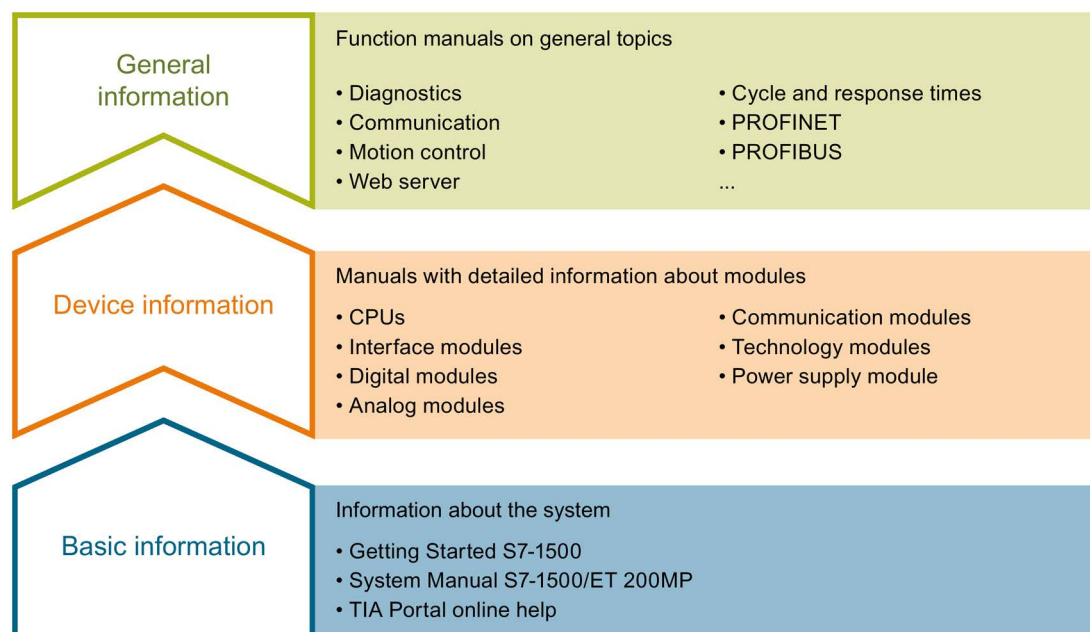 General
information
Function manuals on general topics
• Diagnostics
• Communication
• Motion control
• Web server
• Cycle and response times
• PROFINET
• PROFIBUS
...
Device information
Manuals with detailed information about modules
• CPUs
• Interface modules
• Digital modules
• Analog modules
• Communication modules
• Technology modules
• Power supply module
Basic information
Information about the system
• Getting Started S7-1500
• System Manual S7-1500/ET 200MP
• TIA Portal online help